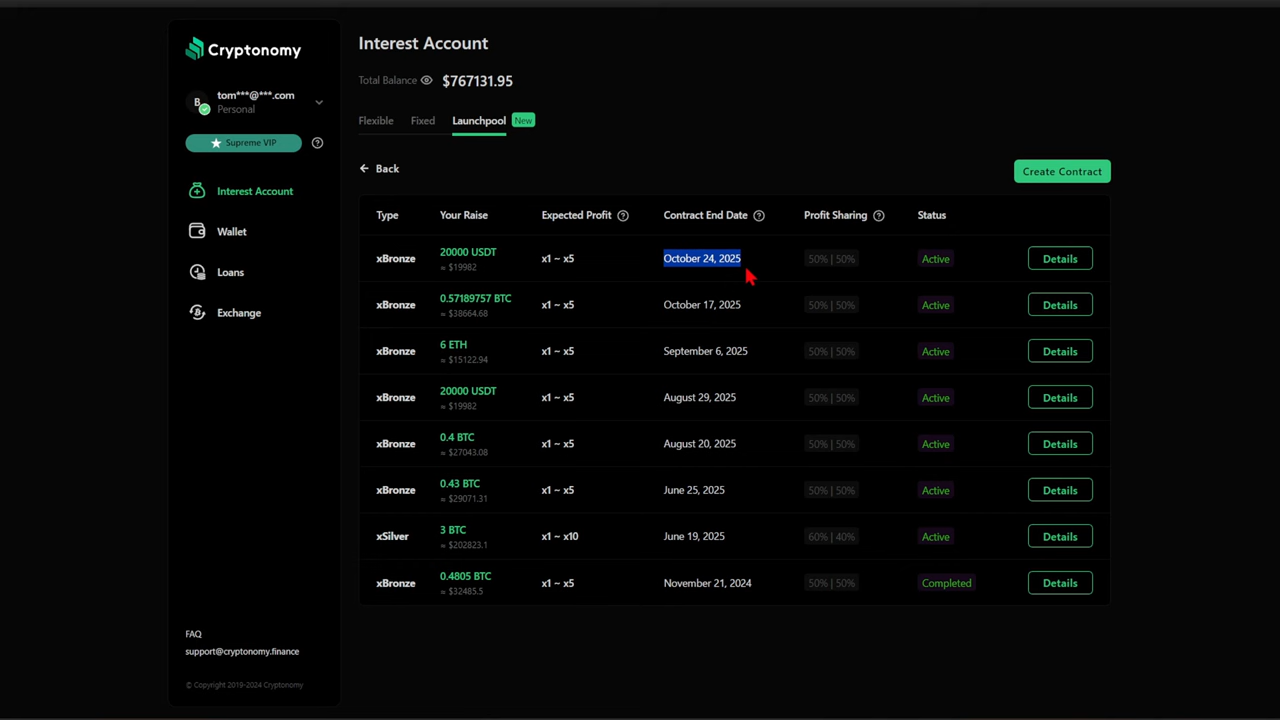 Cryptonomy
B
tom***@***.com
Personal
Supreme VIP
Interest Account
Wallet
Loans
Exchange
FAQ
support@cryptonomy.finance
© Copyright 2019-2024 Cryptonomy
Interest Account
Total Balance $767131.95
Flexible Fixed Launchpool New
Back
Create Contract
Type Your Raise Expected Profit Contract End Date Profit Sharing Status
xBronze 20000 USDT x1 ~ x5 October 24, 2025 50% | 50% Active Details
≈ $19982
xBronze 0.57189757 BTC x1 ~ x5 October 17, 2025 50% | 50% Active Details
≈ $38664.68
xBronze 6 ETH x1 ~ x5 September 6, 2025 50% | 50% Active Details
≈ $15122.94
xBronze 20000 USDT x1 ~ x5 August 29, 2025 50% | 50% Active Details
≈ $19982
xBronze 0.4 BTC x1 ~ x5 August 20, 2025 50% | 50% Active Details
≈ $27043.08
xBronze 0.43 BTC x1 ~ x5 June 25, 2025 50% | 50% Active Details
≈ $29071.31
xSilver 3 BTC x1 ~ x10 June 19, 2025 60% | 40% Active Details
≈ $202823.1
xBronze 0.4805 BTC x1 ~ x5 November 21, 2024 50% | 50% Completed Details
≈ $32485.5